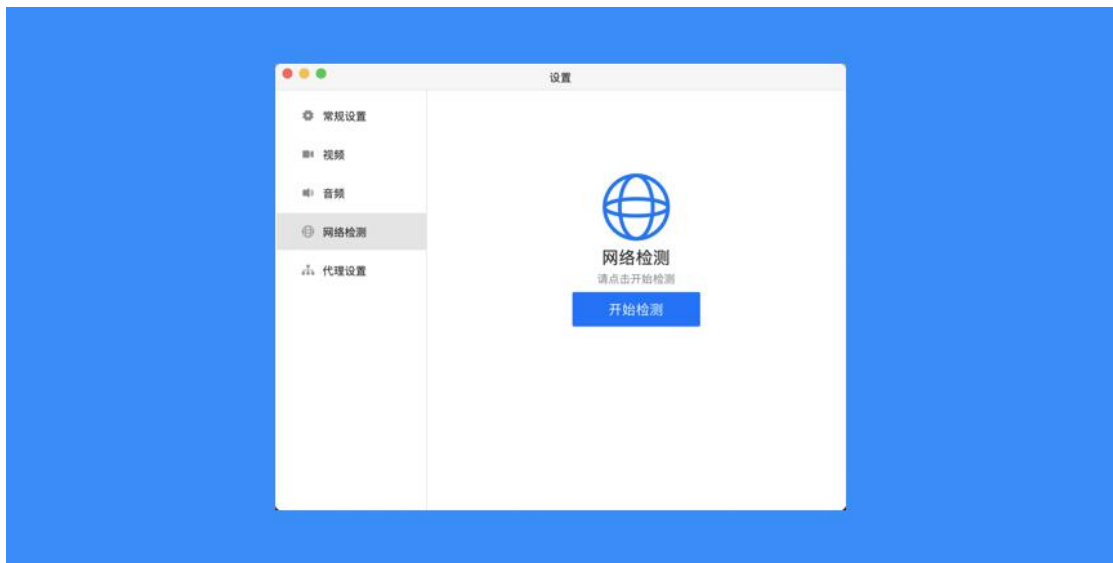 设置
常规设置
视频
音频
网络检测
代理设置
网络检测
请点击开始检测
开始检测